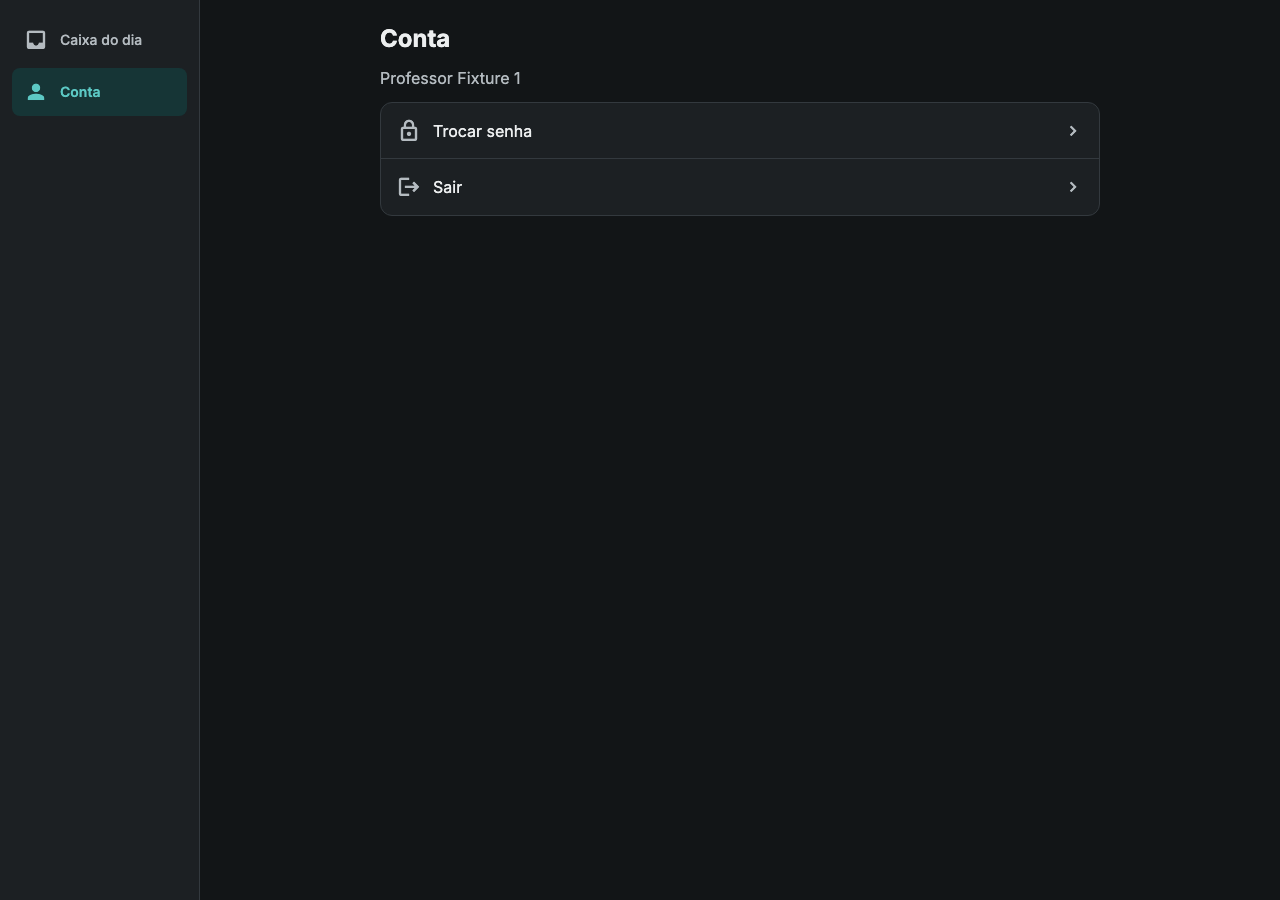 Caixa do dia
Conta
Conta
Professor Fixture 1
Trocar senha
Sair